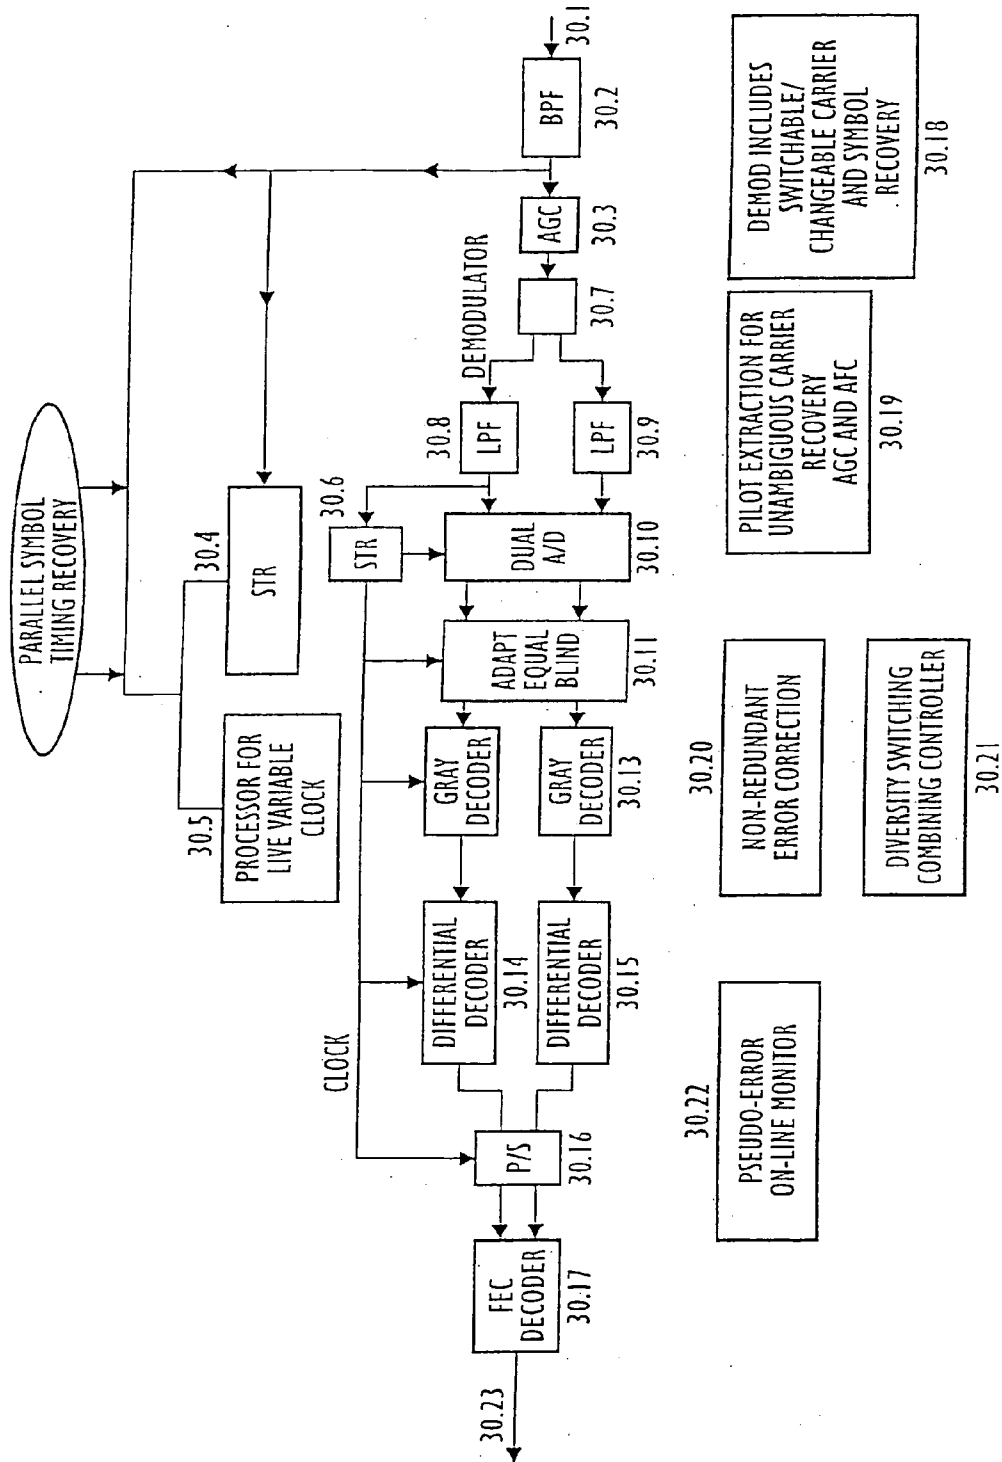 PARALLEL SYMBOL
TIMING RECOVERY
30.5
PROCESSOR FOR
LIVE VARIABLE
CLOCK
30.4
STR
CLOCK
30.6
STR
DEMODULATOR
30.23
FEC
DECODER
30.17
P/S
30.16
DIFFERENTIAL
DECODER
30.14
DIFFERENTIAL
DECODER
30.15
GRAY
DECODER
GRAY
DECODER
30.13
ADAPT
EQUAL
BLIND
30.11
DUAL
A/D
30.10
30.8
LPF
LPF
30.9
30.7
AGC
30.3
BPF
30.2
30.1
30.22
PSEUDO-ERROR
ON-LINE MONITOR
30.20
NON-REDUNDANT
ERROR CORRECTION
DIVERSITY SWITCHING
COMBINING CONTROLLER
30.21
PILOT EXTRACTION FOR
UNAMBIGUOUS CARRIER
RECOVERY
AGC AND AFC
30.19
DEMOD INCLUDES
SWITCHABLE/
CHANGEABLE CARRIER
AND SYMBOL
RECOVERY
30.18